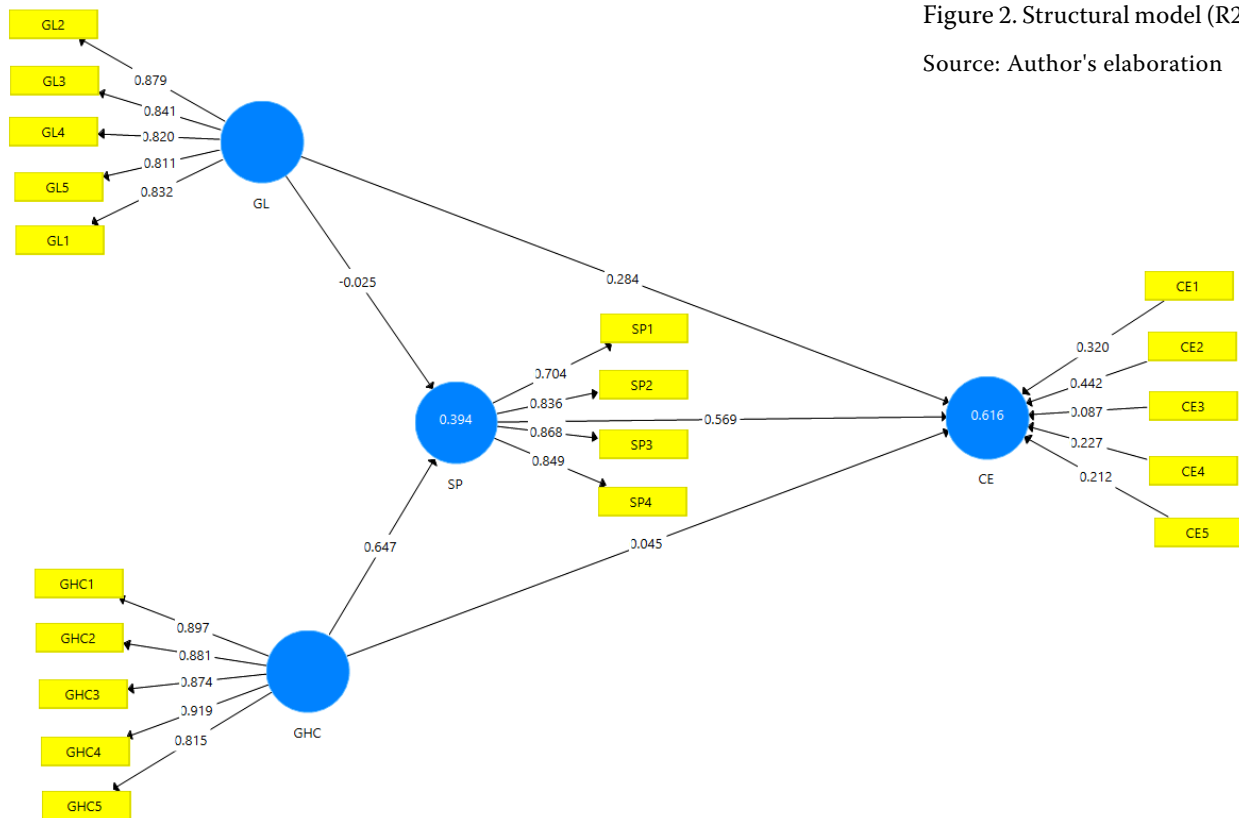 Figure 2. Structural model (R2
Source: Author's elaboration
GL2
0.879
GL3
0.841
GL4
0.820
GL5
0.811
GL1
0.832
GL
-0.025
0.284
SP1
0.704
SP2
0.836
SP3
0.868
SP4
0.849
0.394
SP
0.569
0.616
CE
CE1
0.320
CE2
0.442
CE3
0.087
CE4
0.227
CE5
0.212
0.647
0.045
GHC1
0.897
GHC2
0.881
GHC3
0.874
GHC4
0.919
GHC5
0.815
GHC